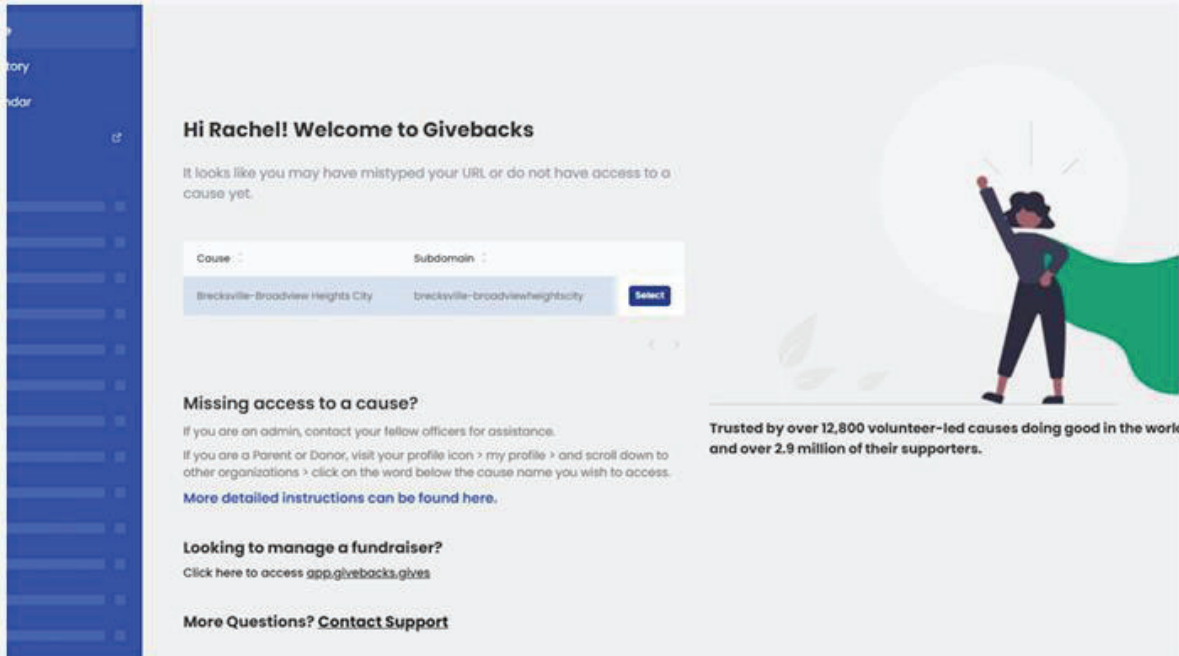 tory
ndar
Hi Rachel! Welcome to Givebacks
It looks like you may have mistyped your URL or do not have access to a
cause yet.
Cause Subdomain
Brecksville-Broadview Heights City brecksville-broadviewheightscity Select
Missing access to a cause?
If you are an admin, contact your fellow officers for assistance.
If you are a Parent or Donor, visit your profile icon > my profile > and scroll down to
other organizations > click on the word below the cause name you wish to access.
More detailed instructions can be found here.
Looking to manage a fundraiser?
Click here to access app.givebacks.gives
More Questions? Contact Support
Trusted by over 12,800 volunteer-led causes doing good in the world
and over 2.9 million of their supporters.